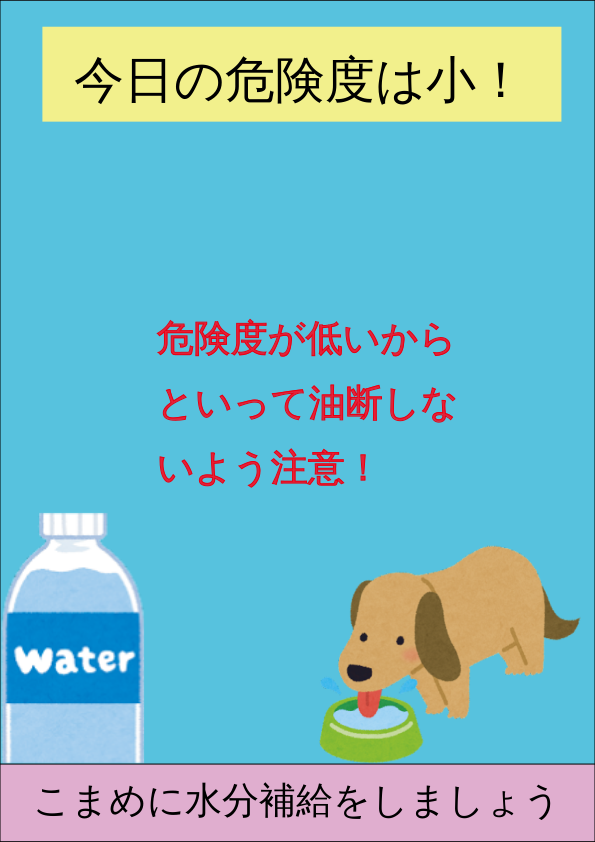 今日の危険度は小！
危険度が低いから
といって油断しな
いよう注意！
Water
こまめに水分補給をしましょう